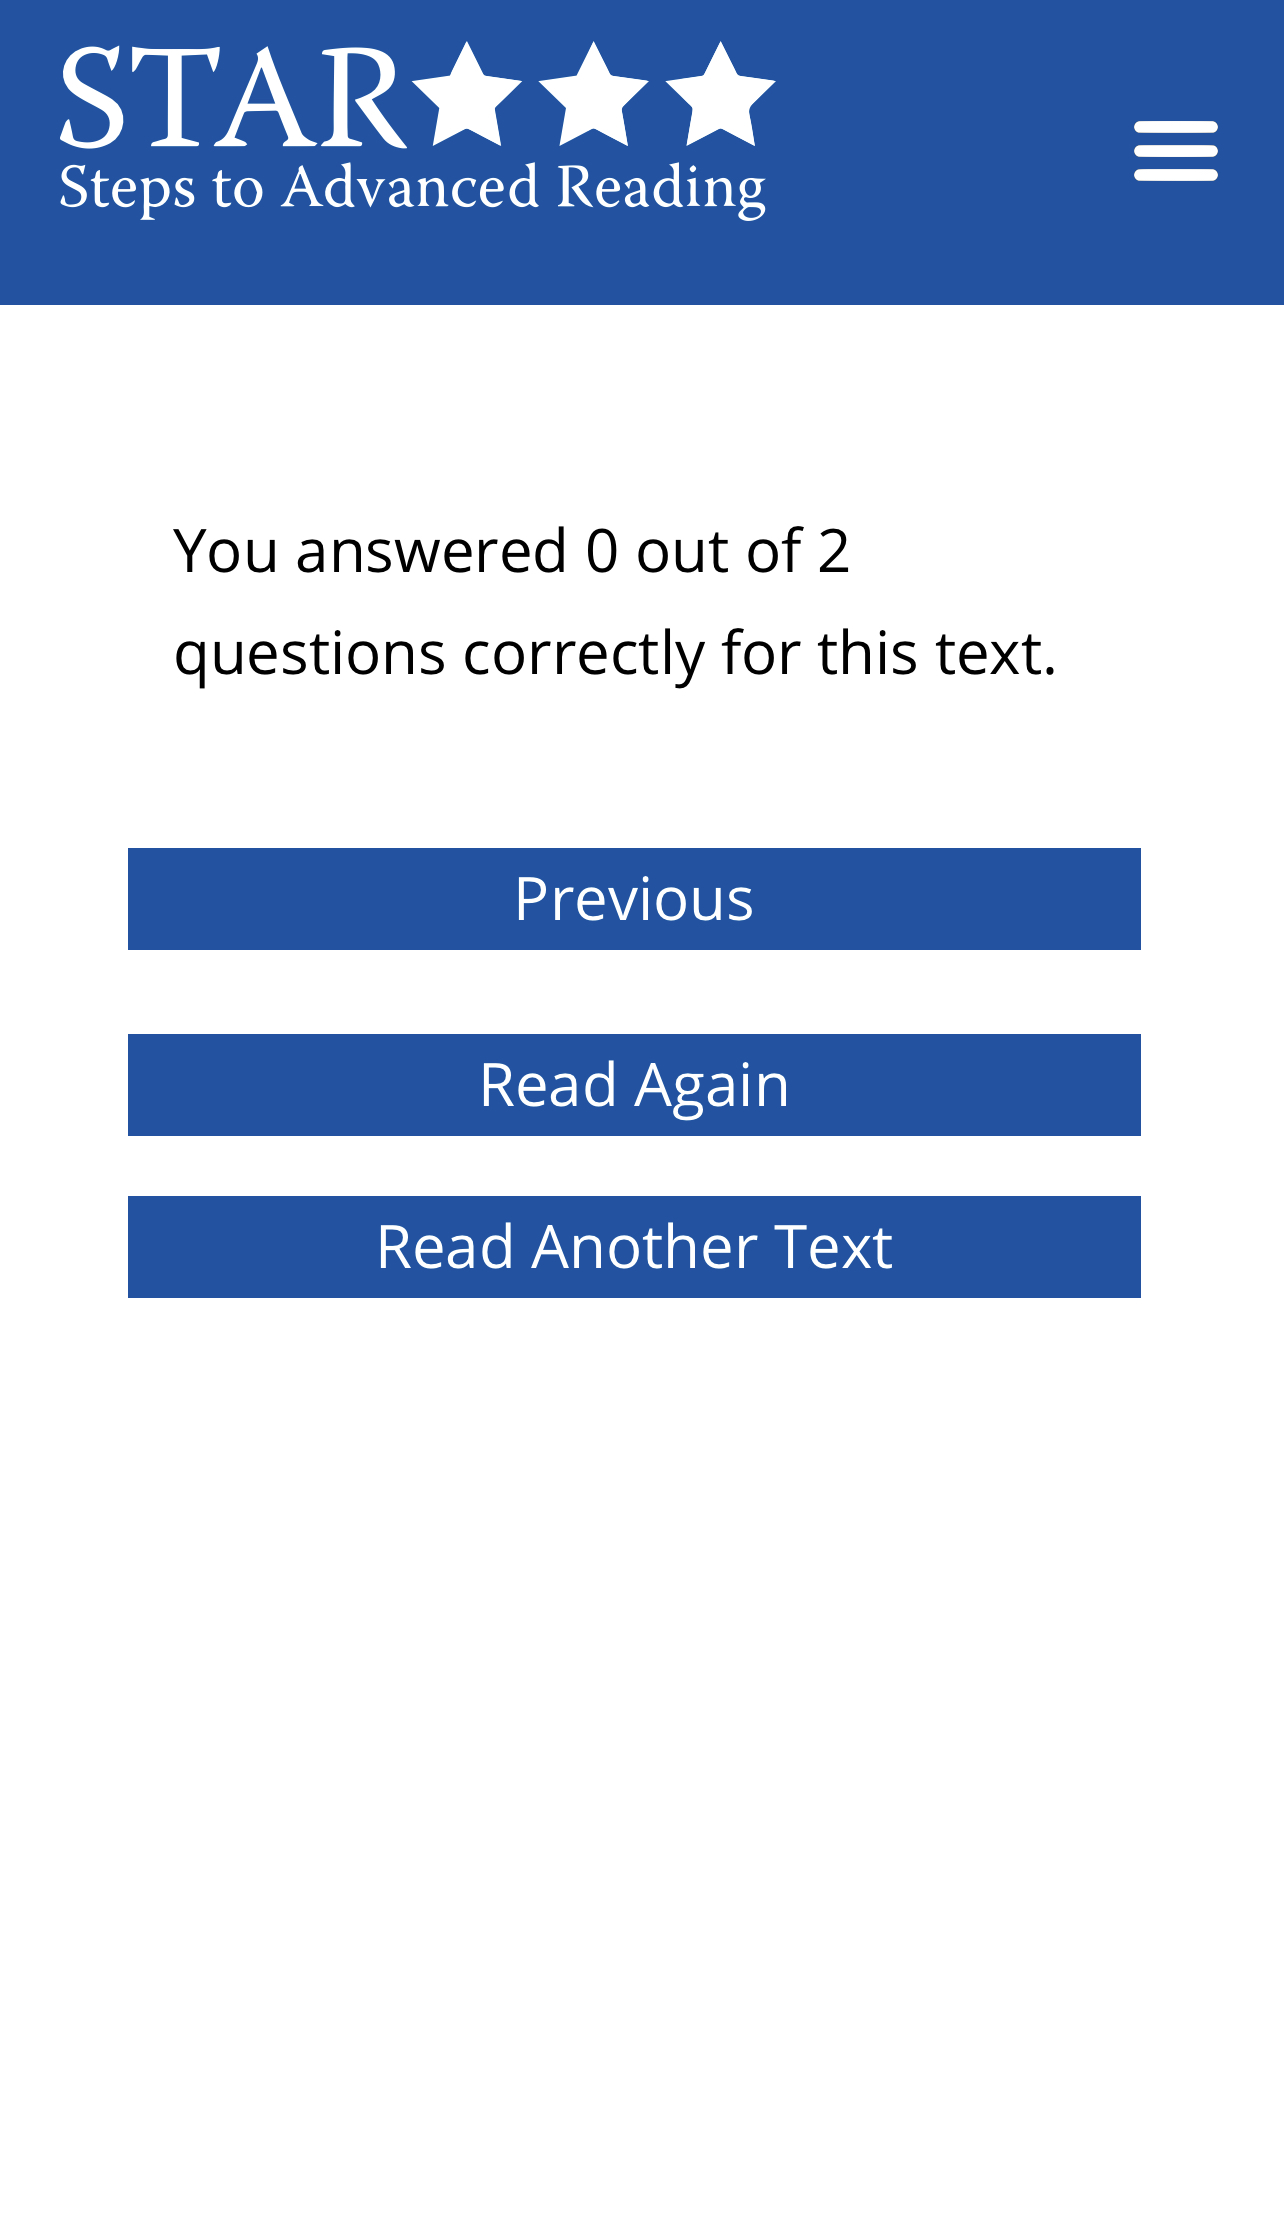 STAR
Steps to Advanced Reading
You answered 0 out of 2
questions correctly for this text.
Previous
Read Again
Read Another Text